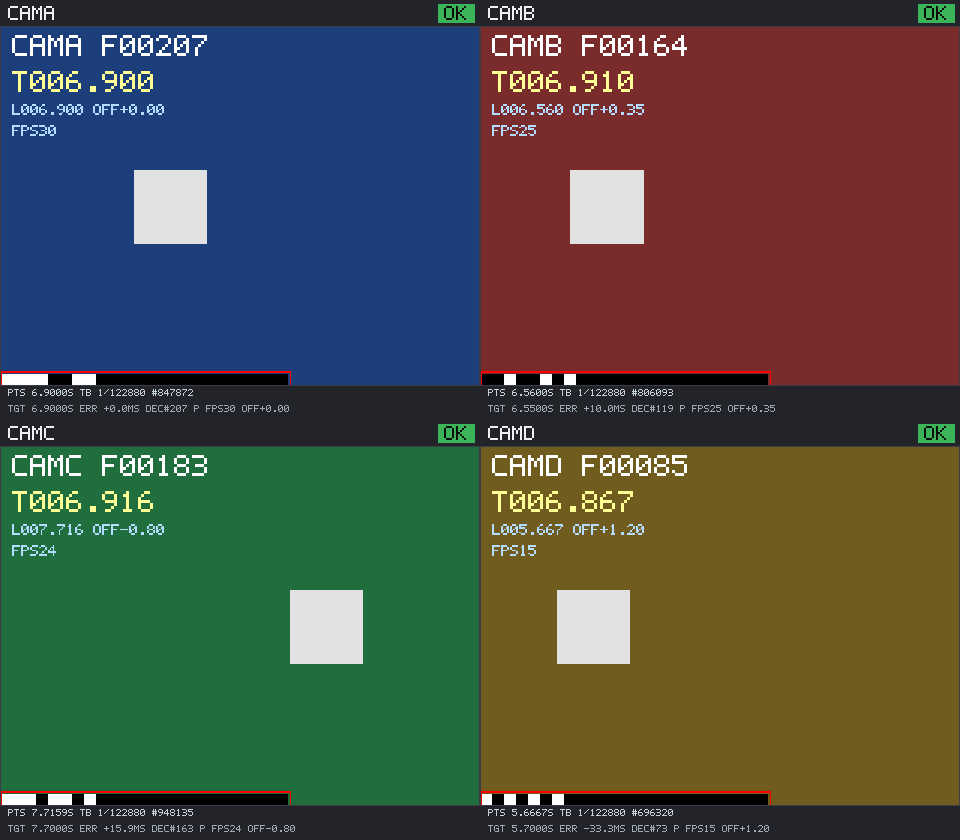 CAMA OK
CAMA F00207
T006.900
L006.900 OFF+0.00
FPS30
PTS 6.9000S TB 1/122880 #847872
TGT 6.9000S ERR +0.0MS DEC#207 P FPS30 OFF+0.00
CAMB OK
CAMB F00164
T006.910
L006.560 OFF+0.35
FPS25
PTS 6.5600S TB 1/122880 #806093
TGT 6.5500S ERR +10.0MS DEC#119 P FPS25 OFF+0.35
CAMC OK
CAMC F00183
T006.916
L007.716 OFF-0.80
FPS24
PTS 7.7159S TB 1/122880 #948135
TGT 7.7000S ERR +15.9MS DEC#163 P FPS24 OFF-0.80
CAMD OK
CAMD F00085
T006.867
L005.667 OFF+1.20
FPS15
PTS 5.6667S TB 1/122880 #696320
TGT 5.7000S ERR -33.3MS DEC#73 P FPS15 OFF+1.20